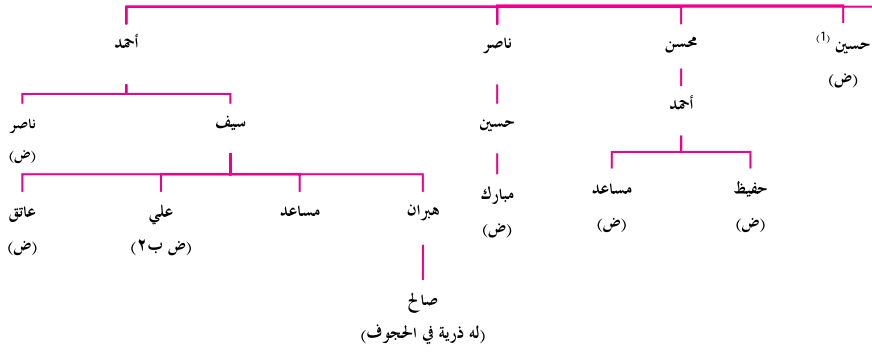 حسين (1)
(ض)
محسن
ناصر
أحمد
أحمد
حسين
سيف
ناصر
(ض)
حفيظ
(ض)
مساعد
(ض)
مبارك
(ض)
هبران
مساعد
علي
(ض ب٢)
عاتق
(ض)
صالح
(له ذرية في الحجوف)